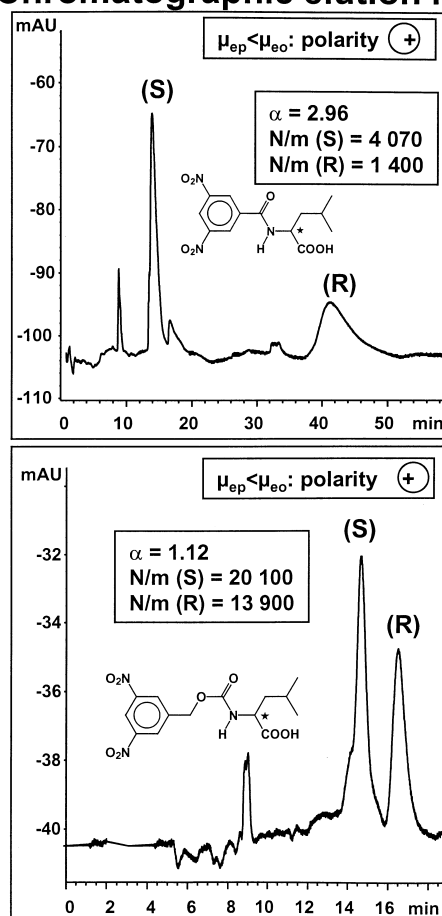 Chromatographic elution
mAU
μep<μeo: polarity +
-60
(S)
α = 2.96
N/m (S) = 4 070
N/m (R) = 1 400
-70
O₂N
O
-80
N
*
O₂N
H
COOH
-90
(R)
-100
-110
0 10 20 30 40 50 min
mAU
μep<μeo: polarity +
(S)
-32
α = 1.12
N/m (S) = 20 100
N/m (R) = 13 900
(R)
-34
O₂N
O
-36
O
N
*
H
COOH
O₂N
-38
-40
0 2 4 6 8 10 12 14 16 min